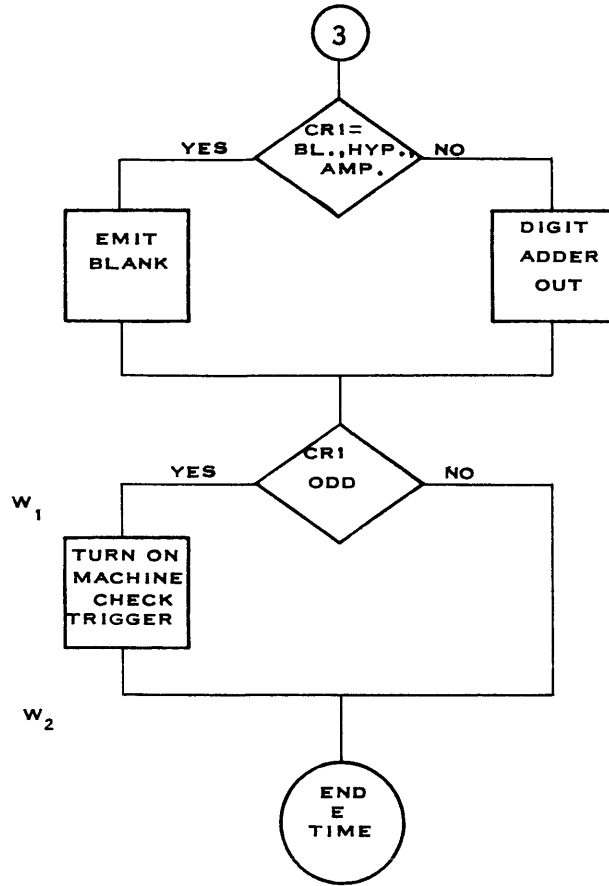 3
CR1=
BL.,HYP.,
AMP.
YES
NO
EMIT
BLANK
DIGIT
ADDER
OUT
CR1
ODD
YES
NO
W1
TURN ON
MACHINE
CHECK
TRIGGER
W2
END
E
TIME